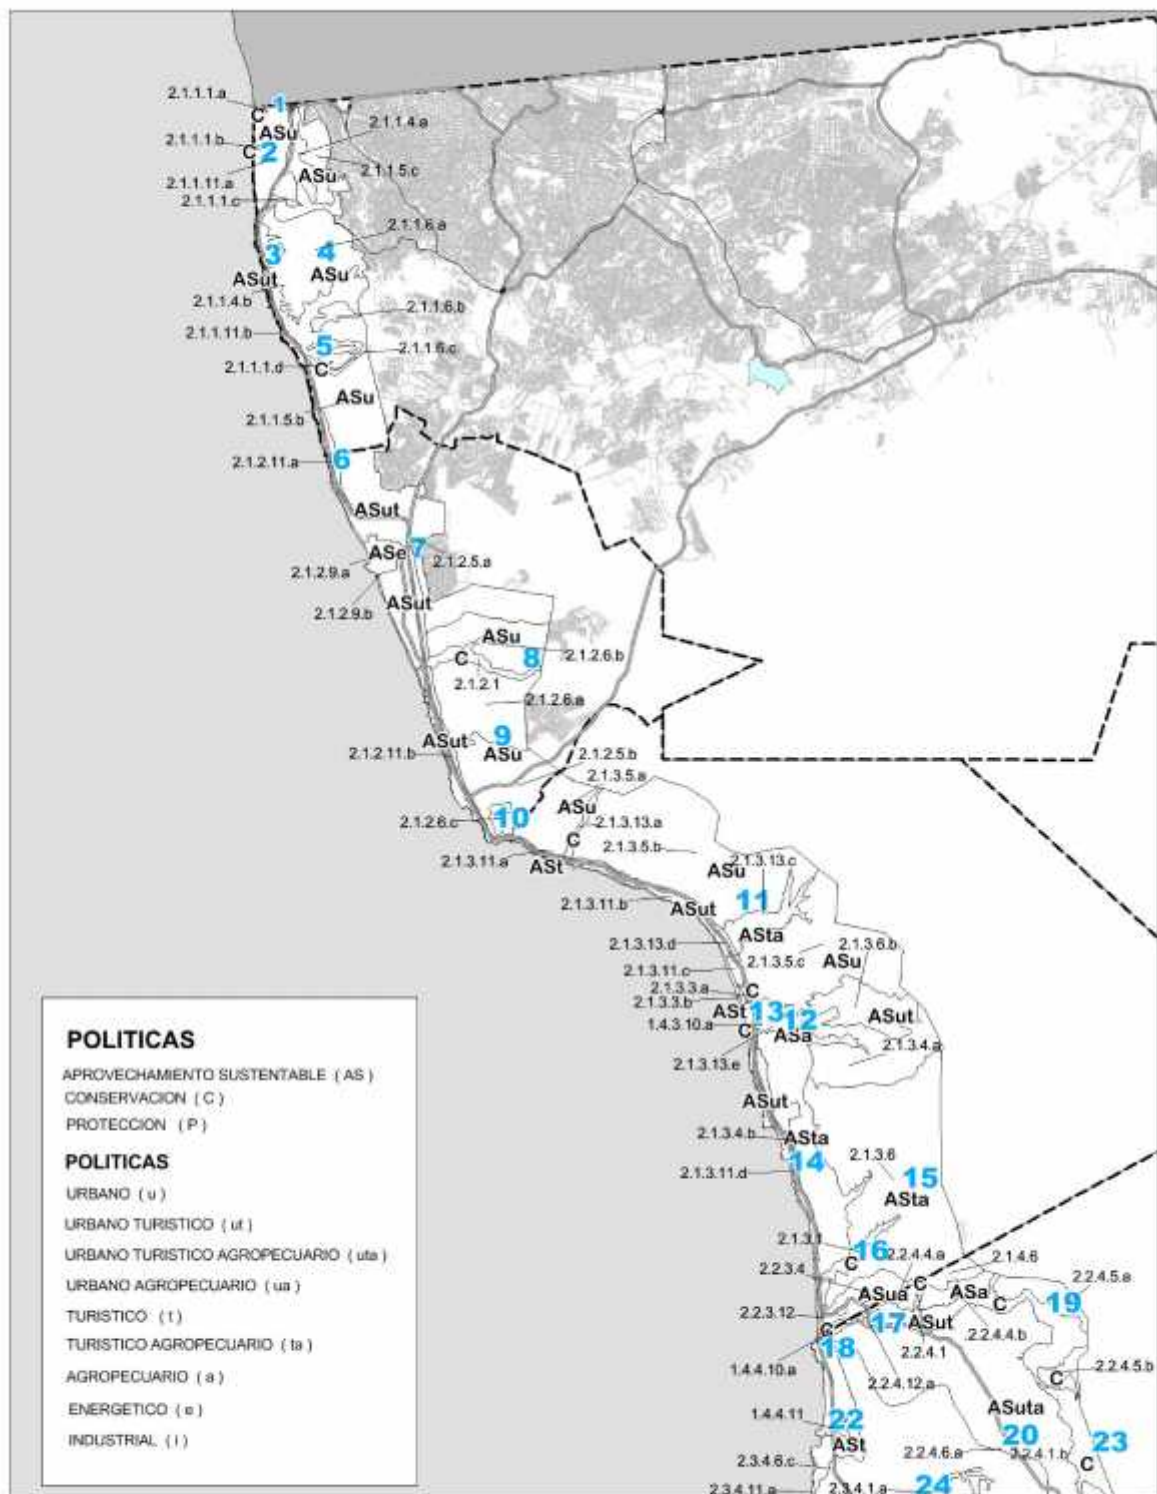 2.1.1.1.a
1
C
ASu
2.1.1.4.a
2.1.1.1.b
C
2
2.1.1.5.c
2.1.1.11.a
ASu
2.1.1.1.c
2.1.1.6.a
3
4
ASut
ASu
2.1.1.4.b
2.1.1.6.b
2.1.1.11.b
5
2.1.1.6.c
2.1.1.1.d
C
ASu
2.1.1.5.b
2.1.2.11.a
6
ASut
ASe
7
2.1.2.5.a
2.1.2.9.a
ASut
2.1.2.9.b
ASu
C
8
2.1.2.6.b
2.1.2.1
2.1.2.6.a
ASut
9
2.1.2.11.b
ASu
2.1.2.5.b
2.1.3.5.a
ASu
2.1.2.6.c
10
2.1.3.13.a
C
2.1.3.5.b
2.1.3.11.a
ASt
2.1.3.13.c
ASu
2.1.3.11.b
ASut
11
ASta
2.1.3.13.d
2.1.3.6.b
2.1.3.5.c
ASu
2.1.3.11.c
2.1.3.3.a
C
2.1.3.3.b
ASt
13
12
ASut
1.4.3.10.a
C
ASa
2.1.3.4.a
2.1.3.13.e
ASut
2.1.3.4.b
ASta
14
2.1.3.6
2.1.3.11.d
15
ASta
2.1.3.1
16
2.2.4.4.a
2.1.4.6
2.2.3.4
C
C
2.2.4.5.a
ASua
ASa
C
19
2.2.3.12
17
ASut
C
2.2.4.4.b
18
2.2.4.1
1.4.4.10.a
2.2.4.5.b
C
2.2.4.12.a
ASuta
1.4.4.11
22
ASt
20
23
2.2.4.6.a
2.2.4.1.b
2.3.4.6.c
C
2.3.4.11.a
2.3.4.1.a
24
POLITICAS
APROVECHAMIENTO SUSTENTABLE ( AS )
CONSERVACION ( C )
PROTECCION ( P )
POLITICAS
URBANO ( u )
URBANO TURISTICO ( ut )
URBANO TURISTICO AGROPECUARIO ( uta )
URBANO AGROPECUARIO ( ua )
TURISTICO ( t )
TURISTICO AGROPECUARIO ( ta )
AGROPECUARIO ( a )
ENERGETICO ( e )
INDUSTRIAL ( i )